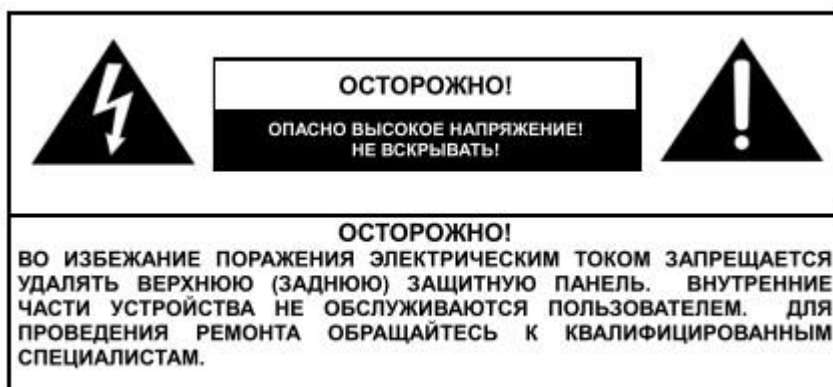 ОСТОРОЖНО!
ОПАСНО ВЫСОКОЕ НАПРЯЖЕНИЕ!
НЕ ВСКРЫВАТЬ!
ОСТОРОЖНО!
ВО ИЗБЕЖАНИЕ ПОРАЖЕНИЯ ЭЛЕКТРИЧЕСКИМ ТОКОМ ЗАПРЕЩАЕТСЯ
УДАЛЯТЬ ВЕРХНЮЮ (ЗАДНЮЮ) ЗАЩИТНУЮ ПАНЕЛЬ. ВНУТРЕННИЕ
ЧАСТИ УСТРОЙСТВА НЕ ОБСЛУЖИВАЮТСЯ ПОЛЬЗОВАТЕЛЕМ. ДЛЯ
ПРОВЕДЕНИЯ РЕМОНТА ОБРАЩАЙТЕСЬ К КВАЛИФИЦИРОВАННЫМ
СПЕЦИАЛИСТАМ.